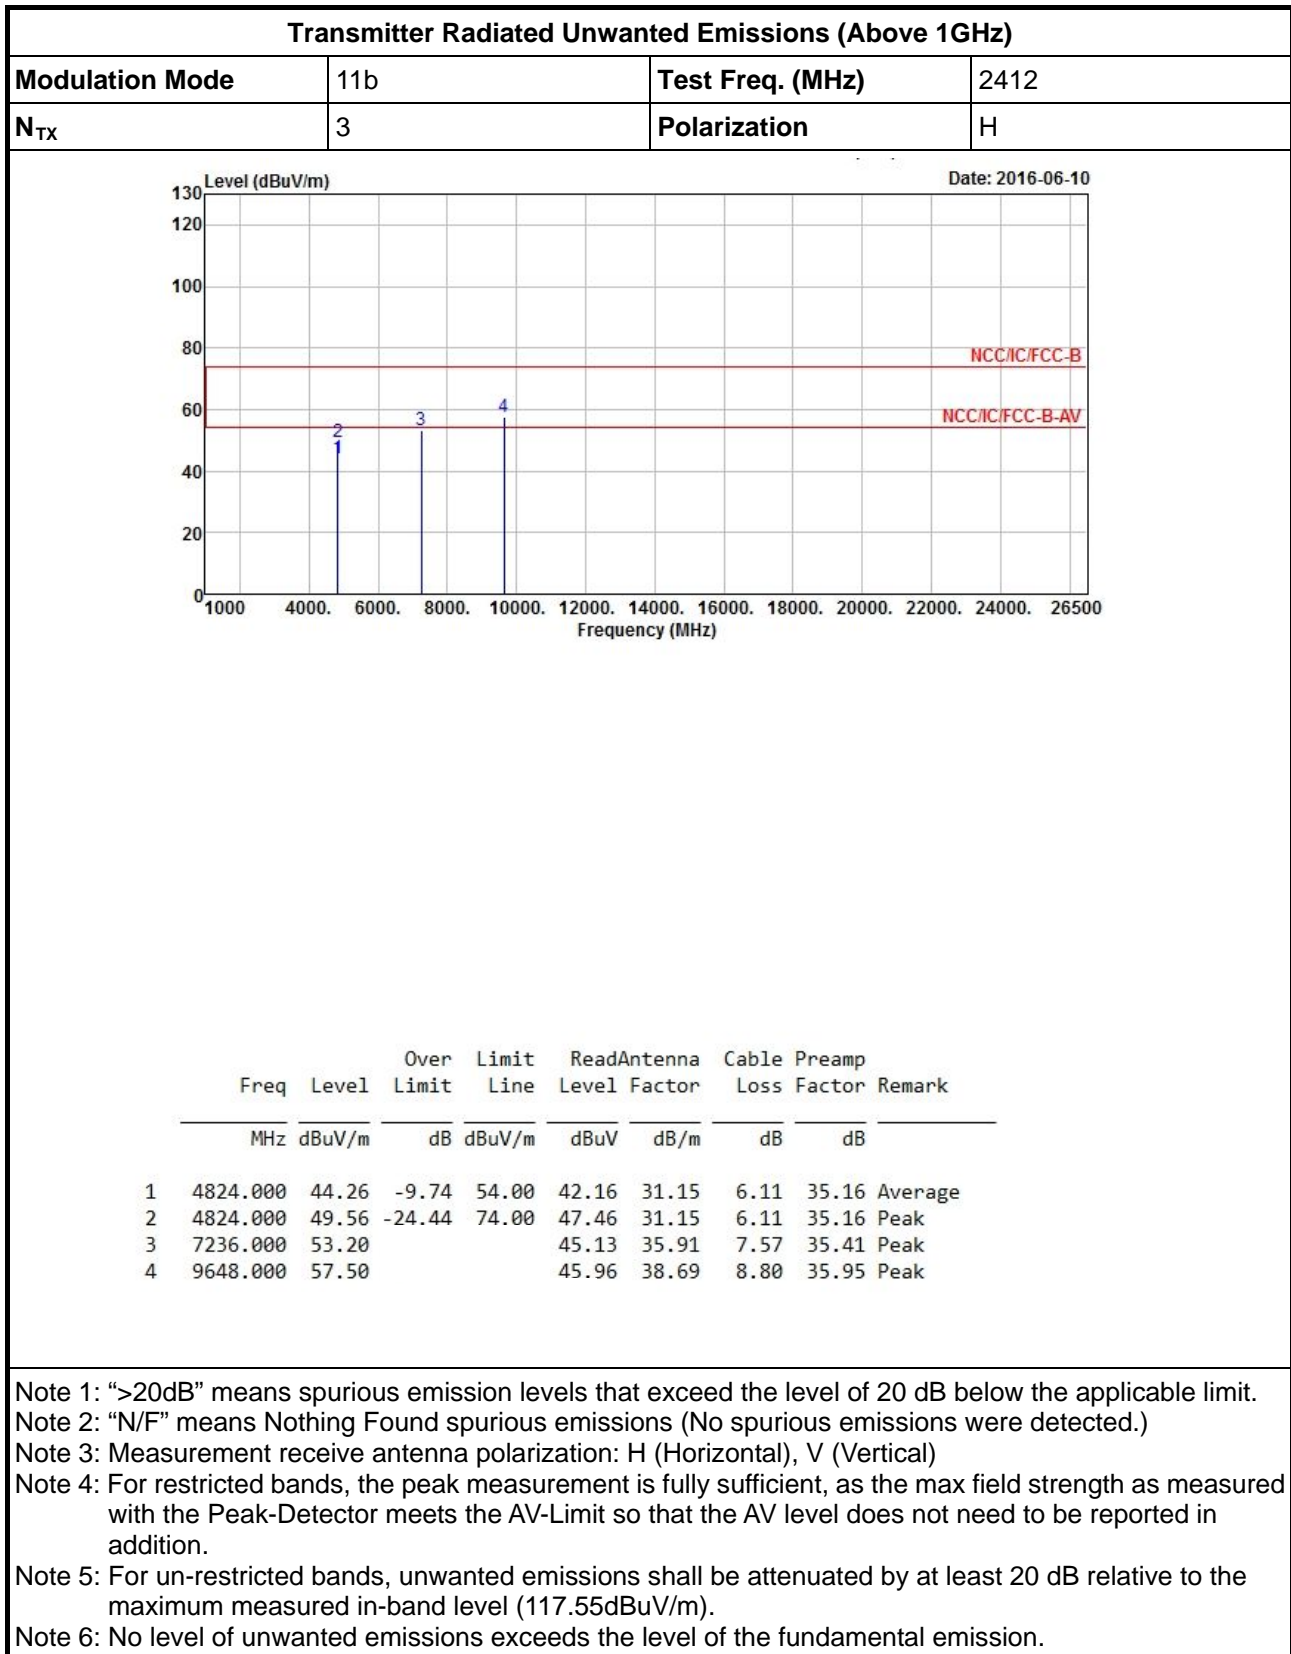 Transmitter Radiated Unwanted Emissions (Above 1GHz)
Modulation Mode 11b Test Freq. (MHz) 2412
NTX 3 Polarization H
Level (dBuV/m) Date: 2016-06-10
130
120
100
80
NCC/IC/FCC-B
60
4
3
NCC/IC/FCC-B-AV
2
1
40
20
0
1000 4000. 6000. 8000. 10000. 12000. 14000. 16000. 18000. 20000. 22000. 24000. 26500
Frequency (MHz)
Over Limit ReadAntenna Cable Preamp
Freq Level Limit Line Level Factor Loss Factor Remark
MHz dBuV/m dB dBuV/m dBuV dB/m dB dB
1 4824.000 44.26 -9.74 54.00 42.16 31.15 6.11 35.16 Average
2 4824.000 49.56 -24.44 74.00 47.46 31.15 6.11 35.16 Peak
3 7236.000 53.20 45.13 35.91 7.57 35.41 Peak
4 9648.000 57.50 45.96 38.69 8.80 35.95 Peak
Note 1: “>20dB” means spurious emission levels that exceed the level of 20 dB below the applicable limit.
Note 2: “N/F” means Nothing Found spurious emissions (No spurious emissions were detected.)
Note 3: Measurement receive antenna polarization: H (Horizontal), V (Vertical)
Note 4: For restricted bands, the peak measurement is fully sufficient, as the max field strength as measured
with the Peak-Detector meets the AV-Limit so that the AV level does not need to be reported in
addition.
Note 5: For un-restricted bands, unwanted emissions shall be attenuated by at least 20 dB relative to the
maximum measured in-band level (117.55dBuV/m).
Note 6: No level of unwanted emissions exceeds the level of the fundamental emission.